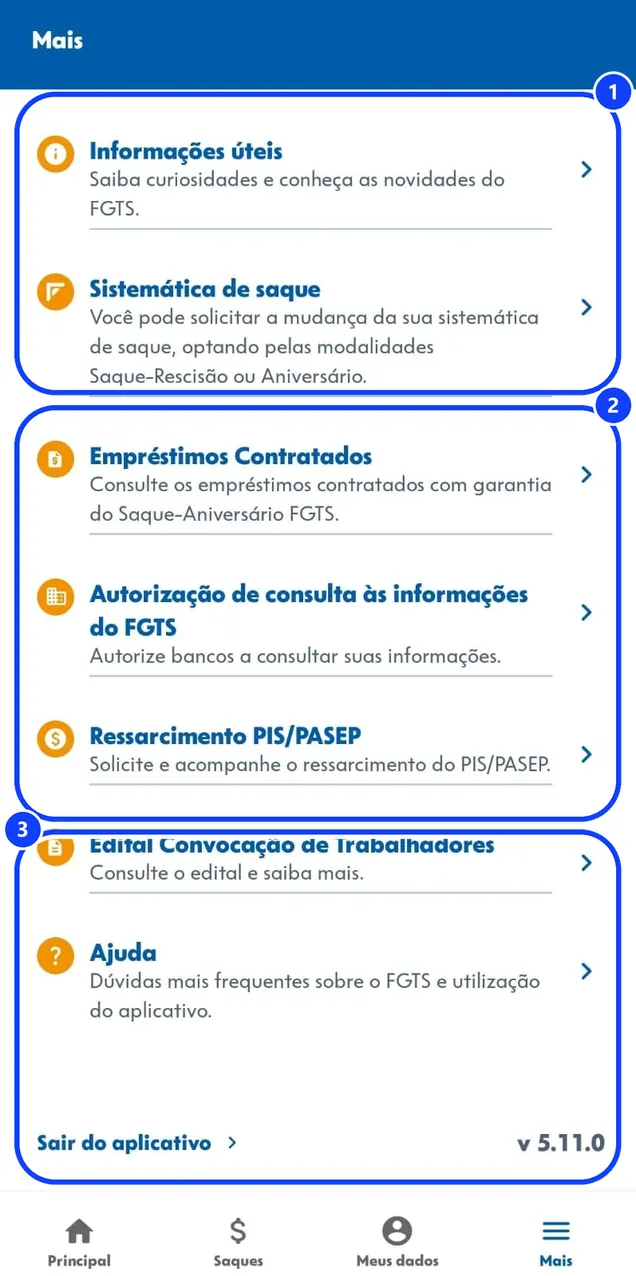 Mais
1
Informações úteis
Saiba curiosidades e conheça as novidades do
FGTS.
Sistemática de saque
Você pode solicitar a mudança da sua sistemática
de saque, optando pelas modalidades
Saque-Rescisão ou Aniversário.
2
Empréstimos Contratados
Consulte os empréstimos contratados com garantia
do Saque-Aniversário FGTS.
Autorização de consulta às informações
do FGTS
Autorize bancos a consultar suas informações.
Ressarcimento PIS/PASEP
Solicite e acompanhe o ressarcimento do PIS/PASEP.
3
Edital Convocação de Trabalhadores
Consulte o edital e saiba mais.
Ajuda
Dúvidas mais frequentes sobre o FGTS e utilização
do aplicativo.
Sair do aplicativo
v 5.11.0
Principal
Saques
Meus dados
Mais